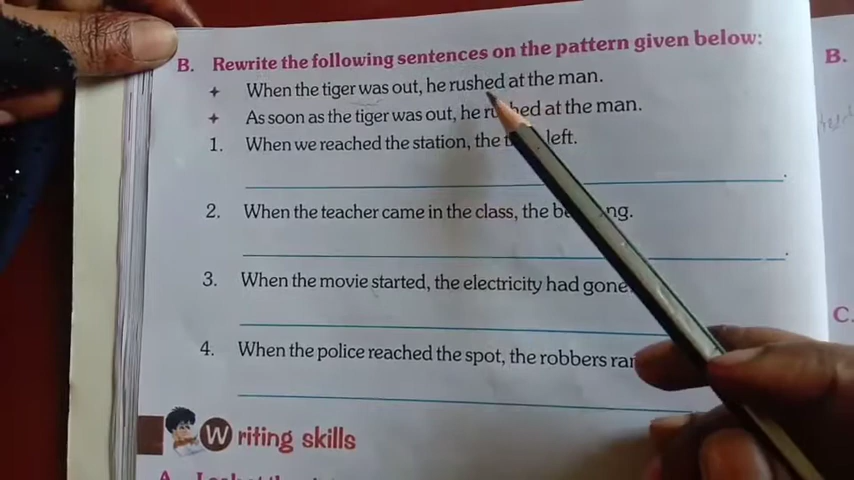 B. Rewrite the following sentences on the pattern given below:
+ When the tiger was out, he rushed at the man.
+ As soon as the tiger was out, he rushed at the man.
1. When we reached the station, the left.
2. When the teacher came in the class, the
3. When the movie started, the electricity had gone
4. When the police reached the spot, the robbers
Writing skills
A.
B.
C.